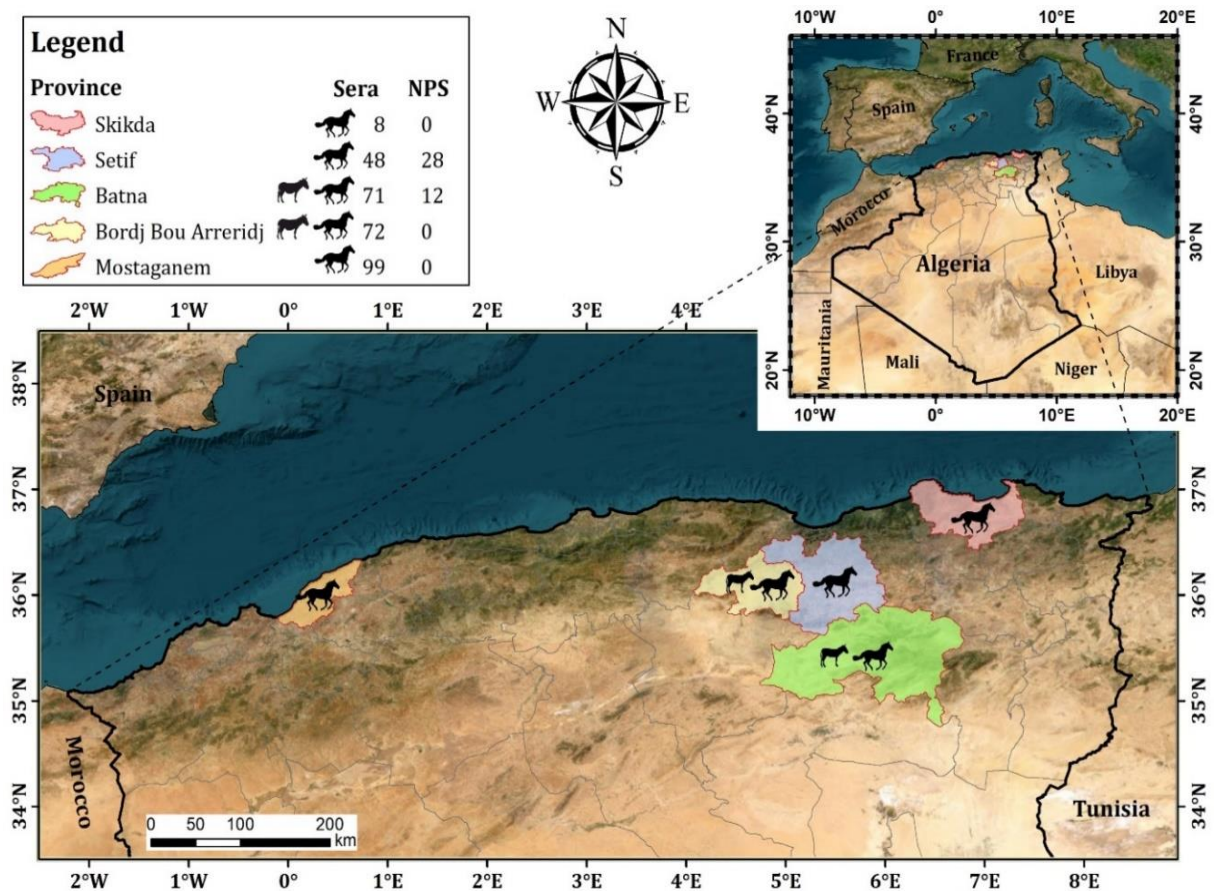 Legend
Province Sera NPS
Skikda 8 0
Setif 48 28
Batna 71 12
Bordj Bou Arreridj 72 0
Mostaganem 99 0
N
W E
S
10°W 0° 10°E 20°E
France
Spain
40°N 40°N
Morocco
30°N 30°N
Algeria
Libya
Mauritania
Mali
Niger
20°N 20°N
10°W 0° 10°E 20°E
2°W 1°W 0° 1°E 2°E 3°E 4°E
38°N
Spain
37°N 37°N
36°N 36°N
35°N 35°N
Morocco
Tunisia
34°N 34°N
0 50 100 200
km
2°W 1°W 0° 1°E 2°E 3°E 4°E 5°E 6°E 7°E 8°E